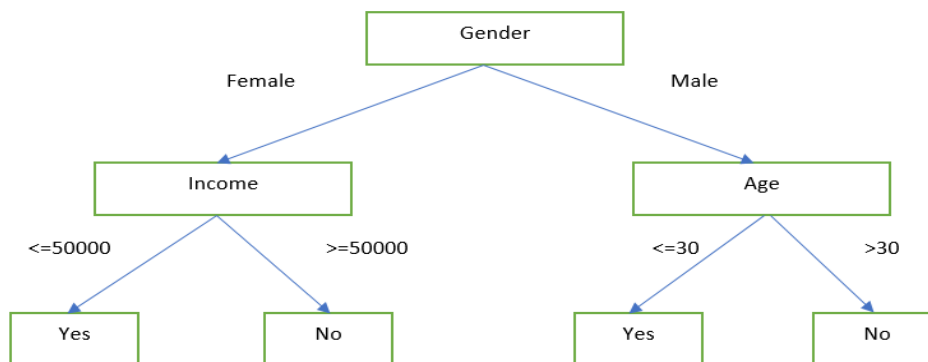 Gender
Female
Male
Income
Age
<=50000
>=50000
<=30
>30
Yes
No
Yes
No